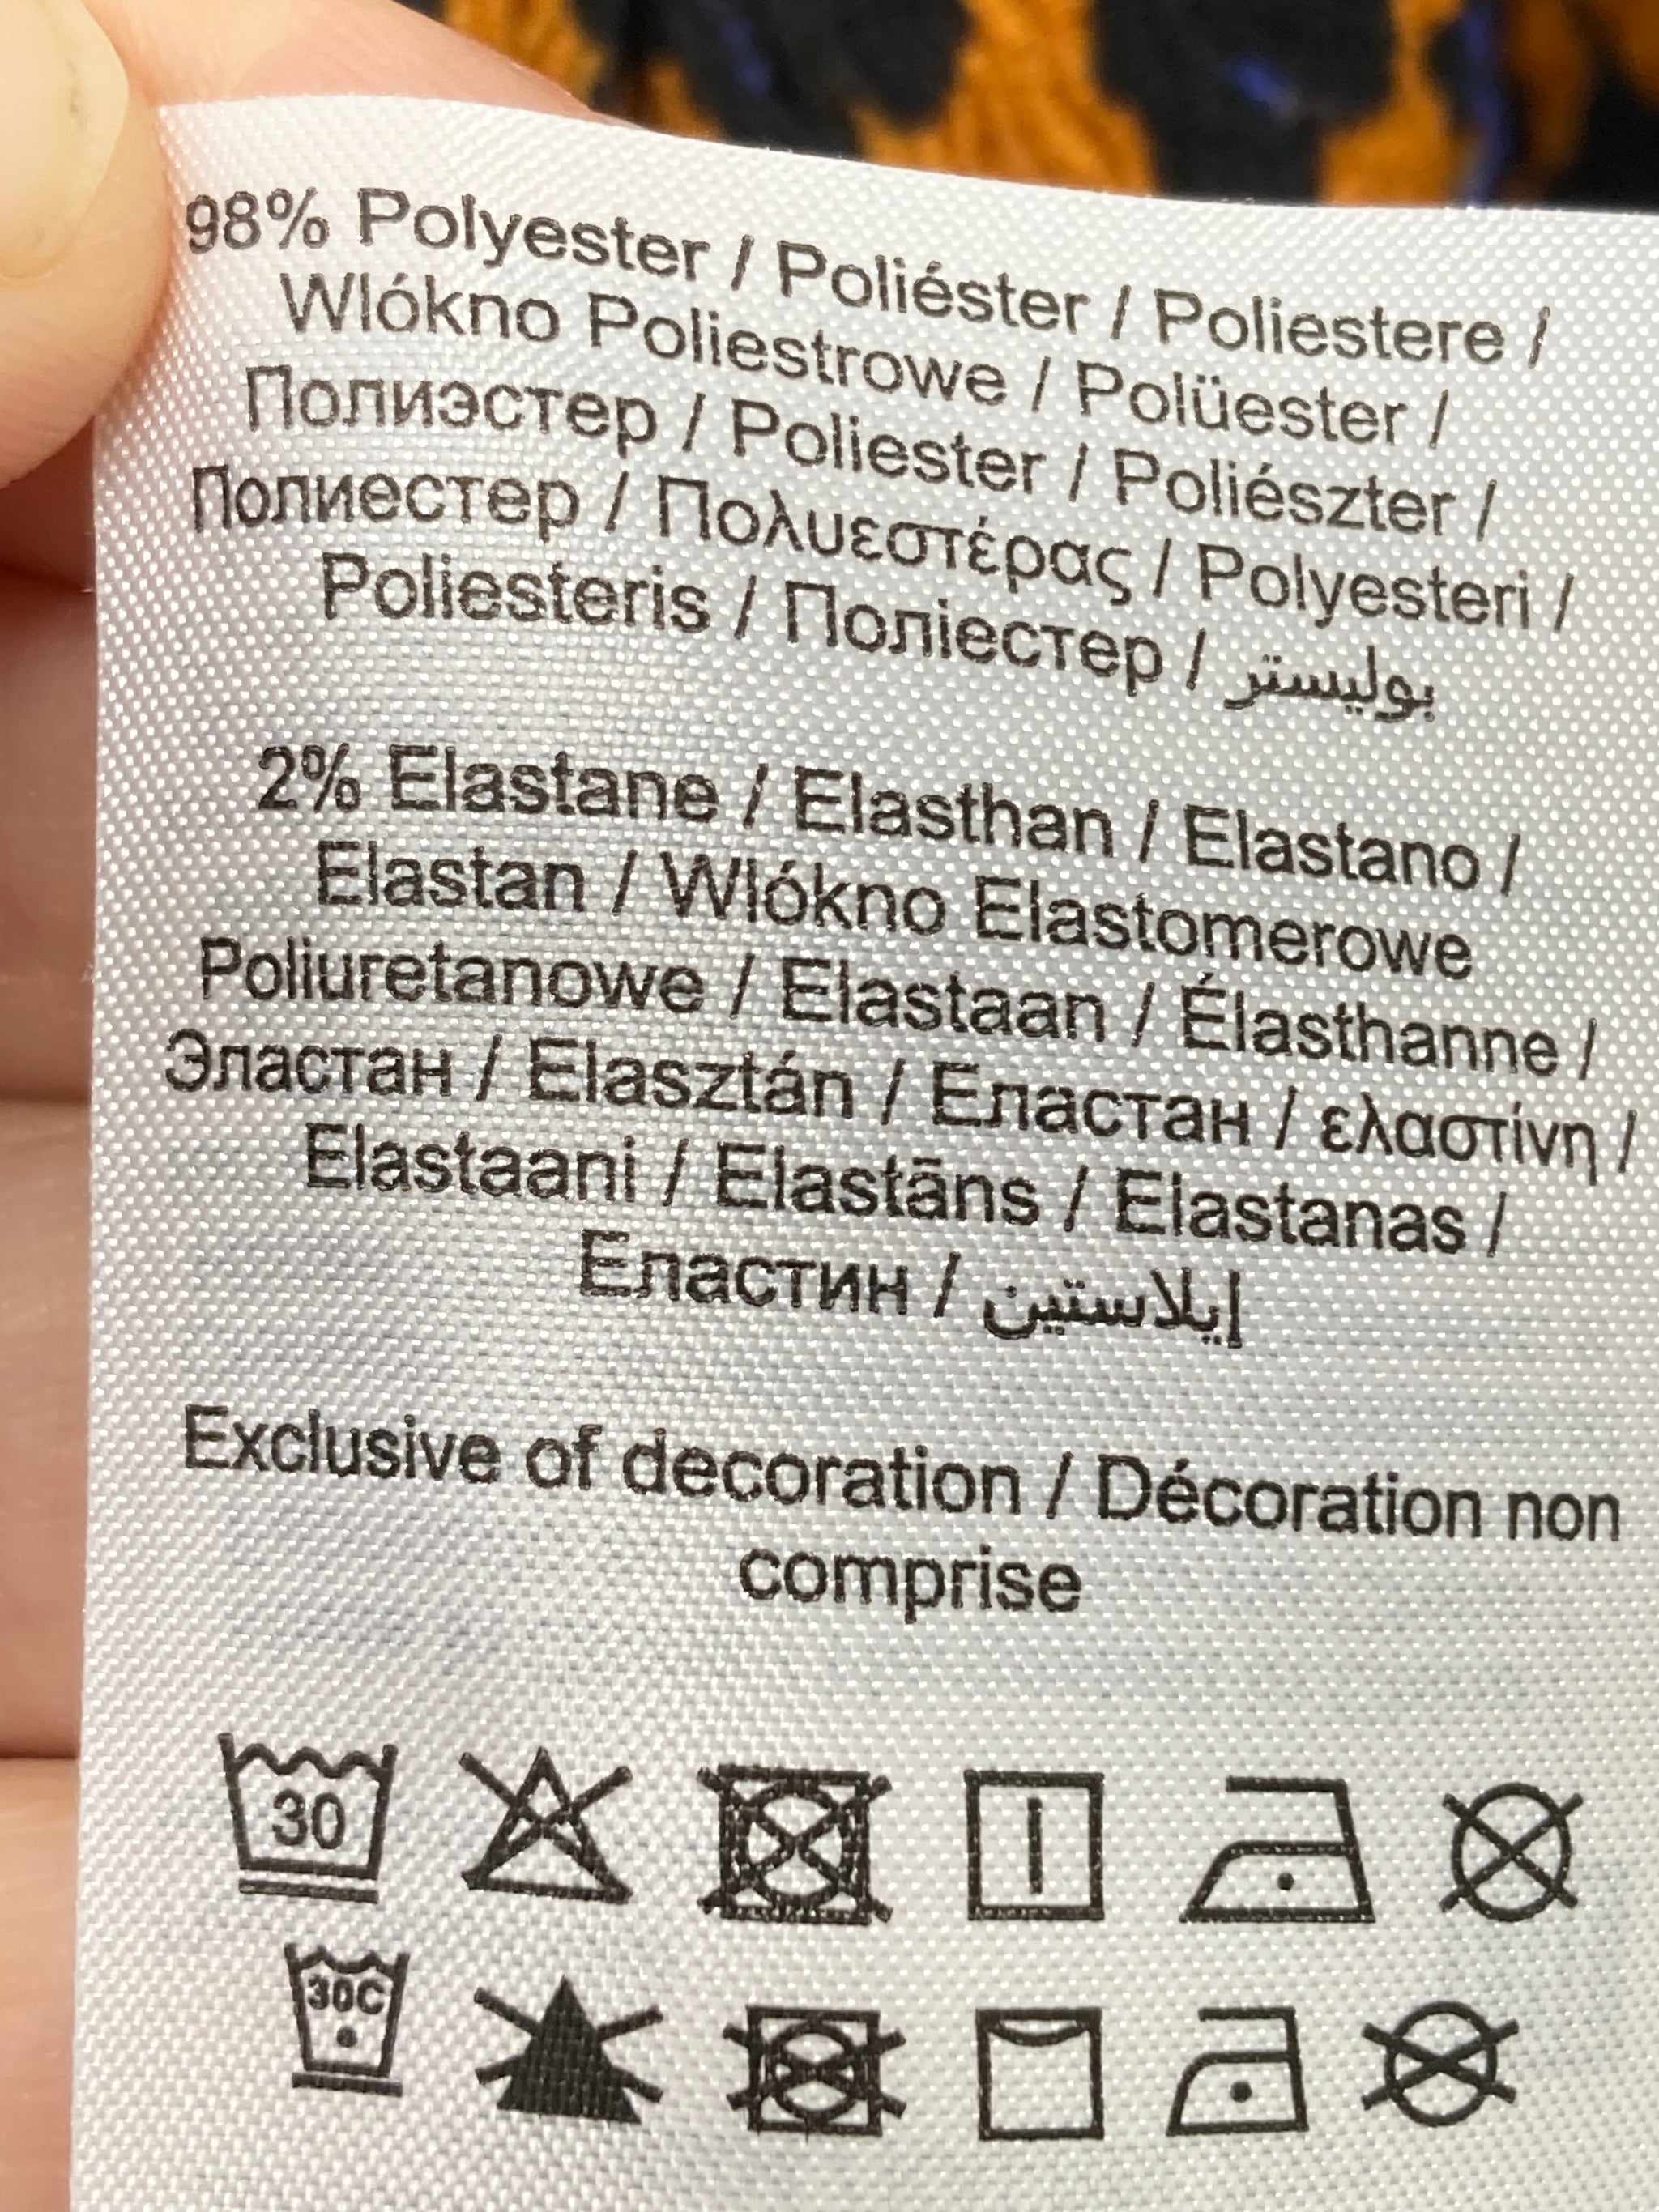 98% Polyester / Poliéster / Poliestere /
Wlókno Poliestrowe / Polüester /
Полиэстер / Poliester / Poliészter /
Полиестер / Πολυεστέρας / Polyesteri /
Poliesteris / Поліестер / بوليستر
2% Elastane / Elasthan / Elastano /
Elastan / Wlókno Elastomerowe
Poliuretanowe / Elastaan / Élasthanne /
Эластан / Elasztán / Еластан / ελαστίνη /
Elastaani / Elastāns / Elastanas /
Еластин / إيلاستين
Exclusive of decoration / Décoration non
comprise
30
30C